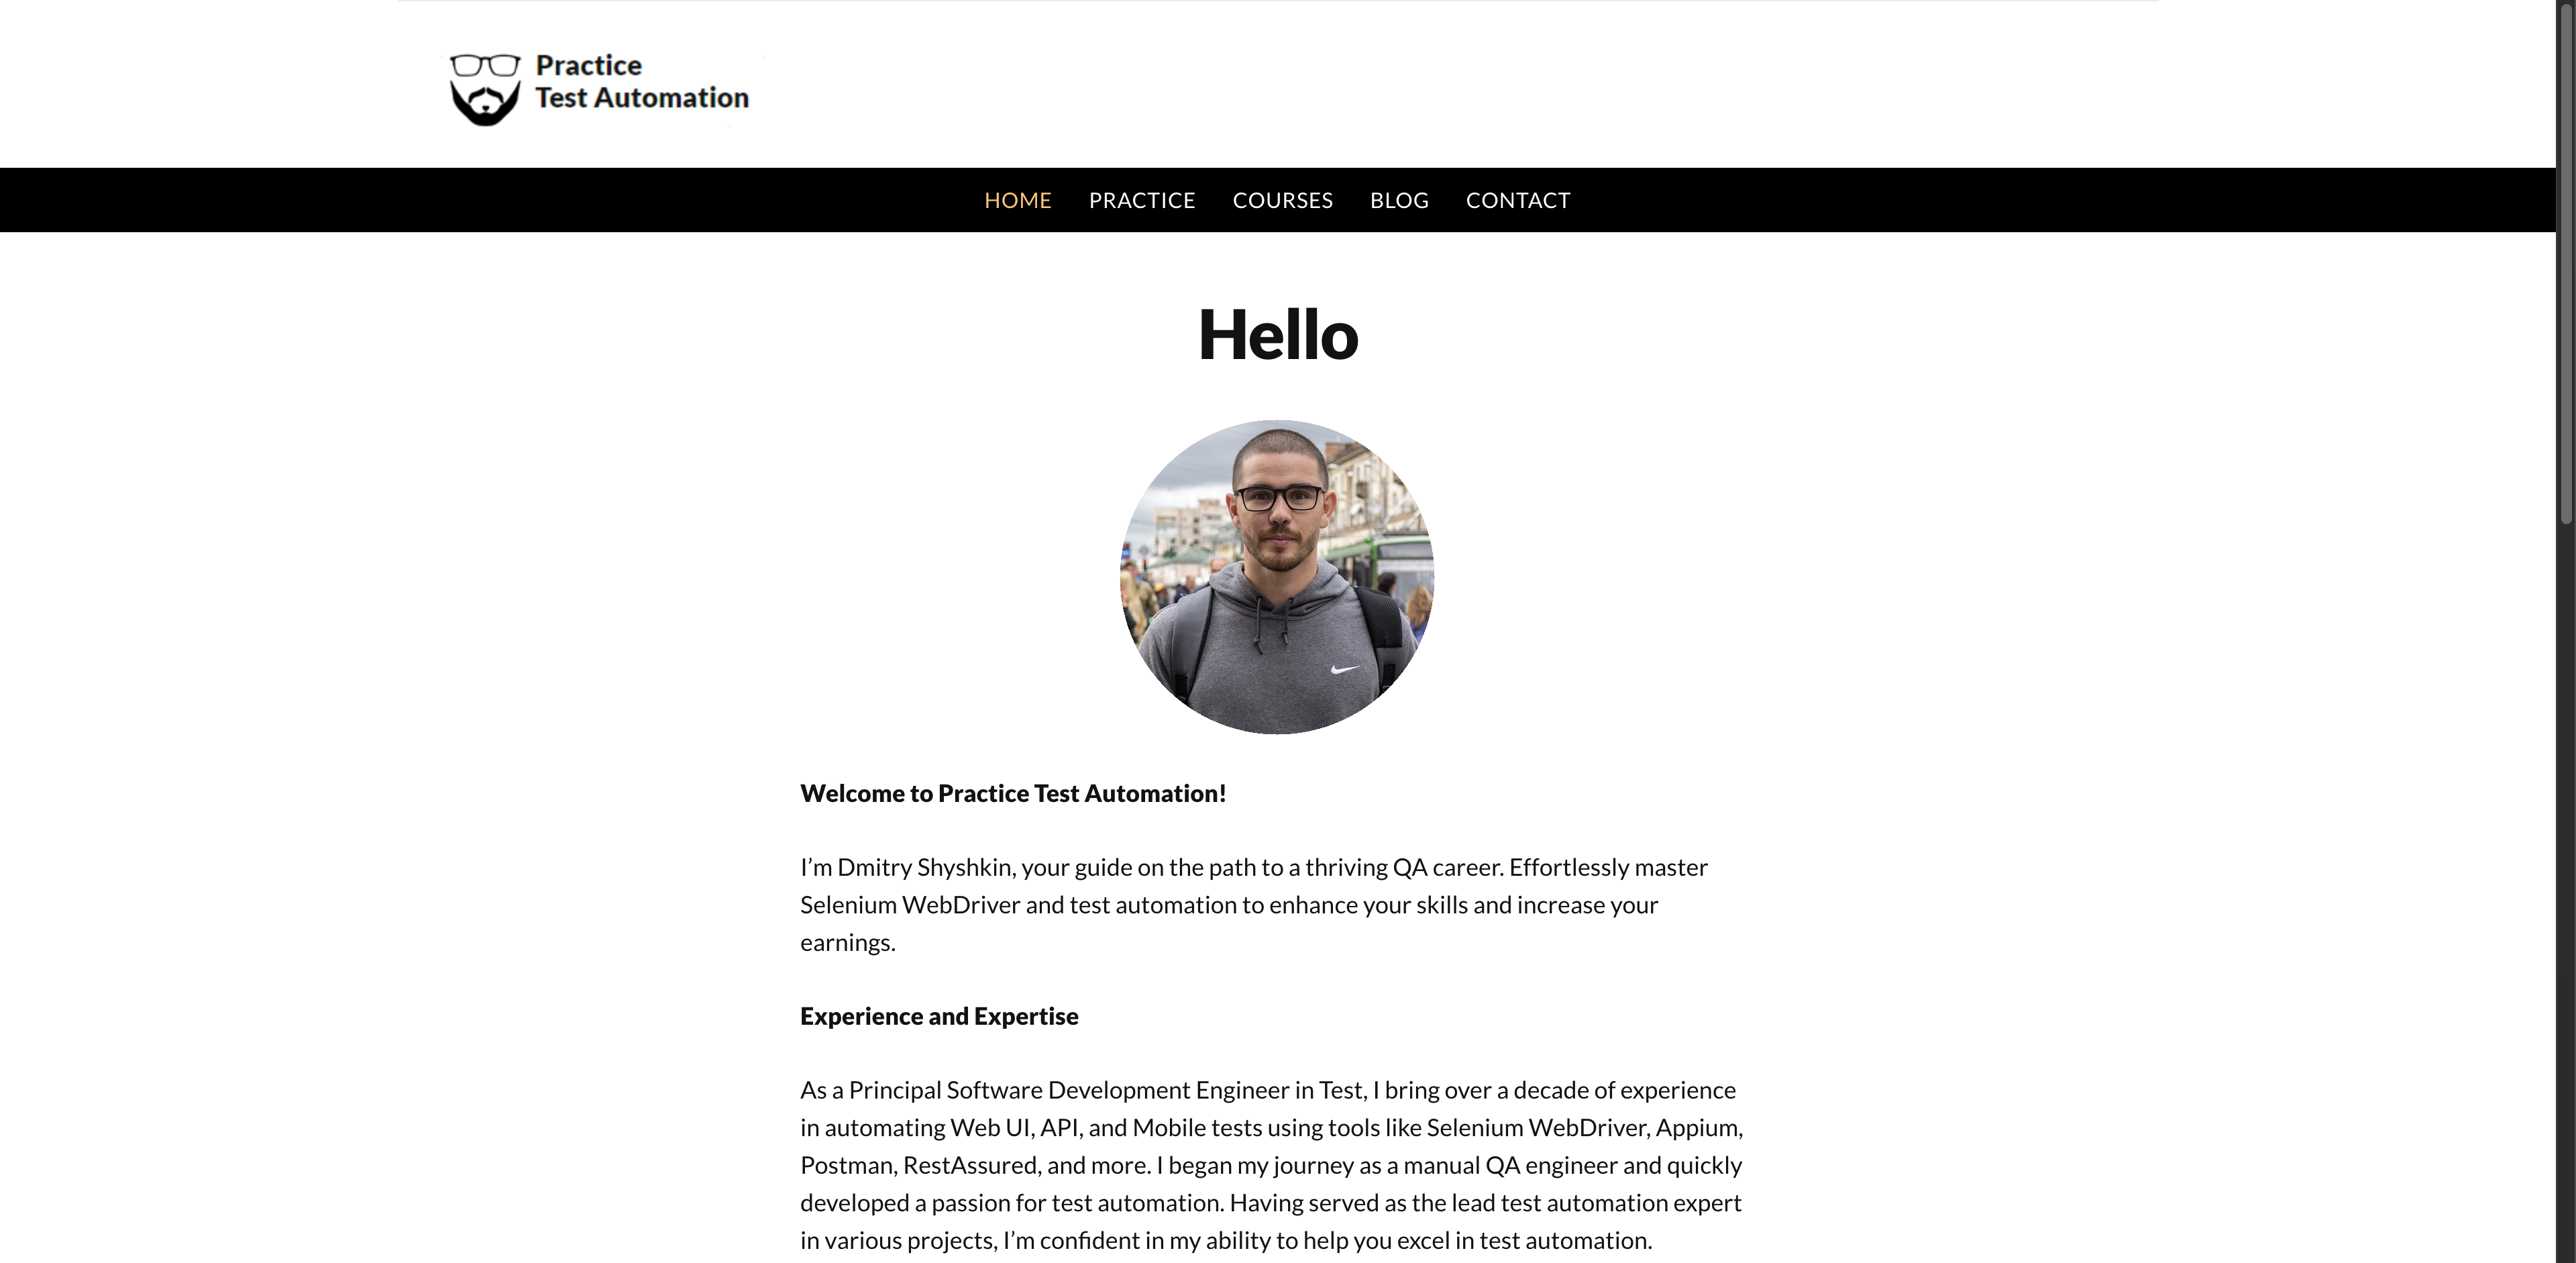 Practice
Test Automation
HOME PRACTICE COURSES BLOG CONTACT
Hello
Welcome to Practice Test Automation!
I’m Dmitry Shyshkin, your guide on the path to a thriving QA career. Effortlessly master
Selenium WebDriver and test automation to enhance your skills and increase your
earnings.
Experience and Expertise
As a Principal Software Development Engineer in Test, I bring over a decade of experience
in automating Web UI, API, and Mobile tests using tools like Selenium WebDriver, Appium,
Postman, RestAssured, and more. I began my journey as a manual QA engineer and quickly
developed a passion for test automation. Having served as the lead test automation expert
in various projects, I’m confident in my ability to help you excel in test automation.